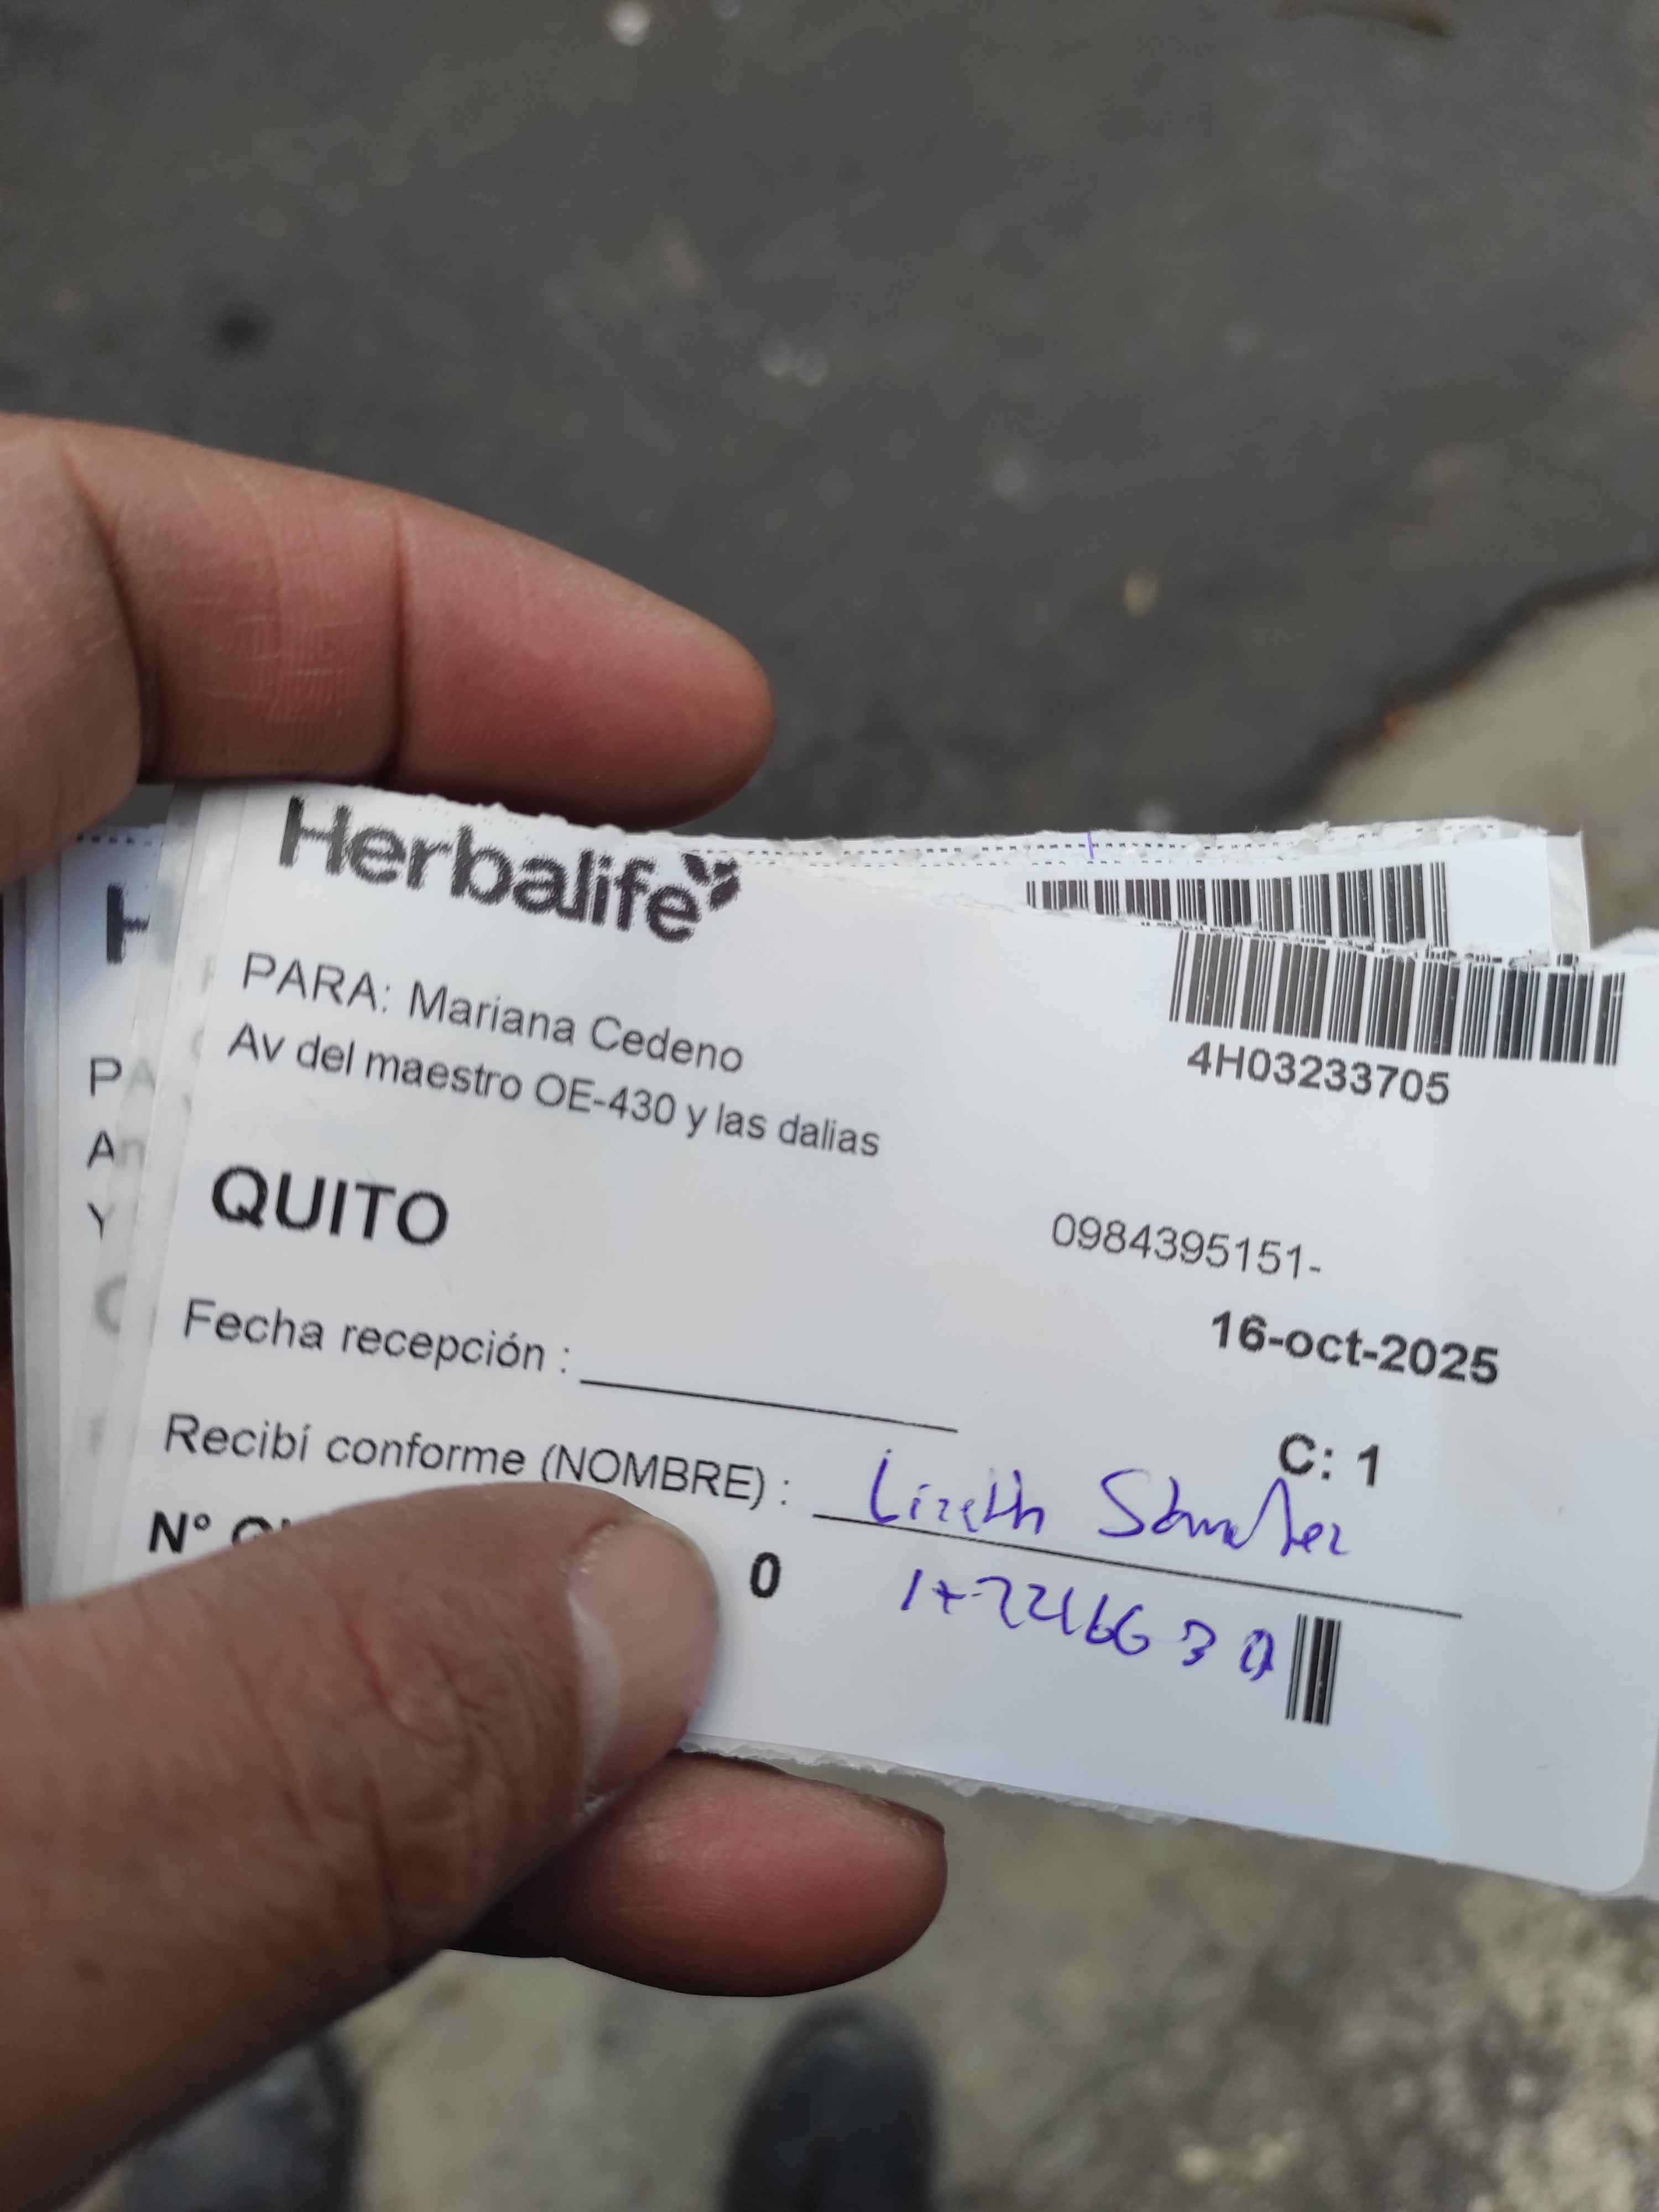 Herbalife
PARA: Mariana Cedeno
Av del maestro OE-430 y las dalias
4H03233705
QUITO
0984395151-
16-oct-2025
Fecha recepción :
C: 1
Recibí conforme (NOMBRE) : Lizeth Sanchez
N° 0